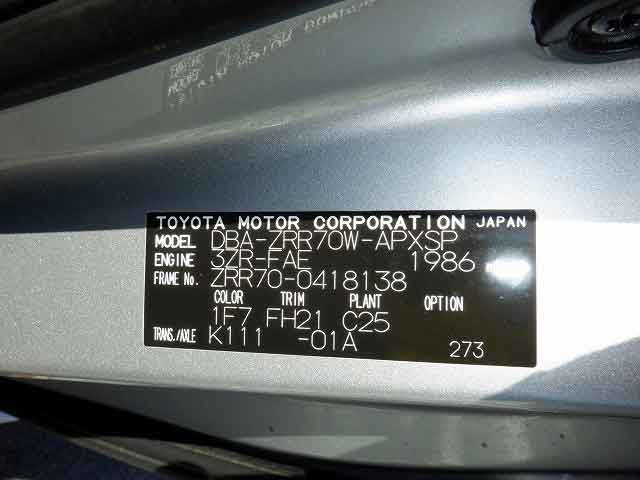 TOYOTA MOTOR CORPORATION JAPAN
MODEL DBA-ZRR70W-APXSP
ENGINE 3ZR-FAE 1986
FRAME No. ZRR70-0418138
COLOR TRIM PLANT OPTION
1F7 FH21 C25
TRANS./AXLE K111 -01A
273